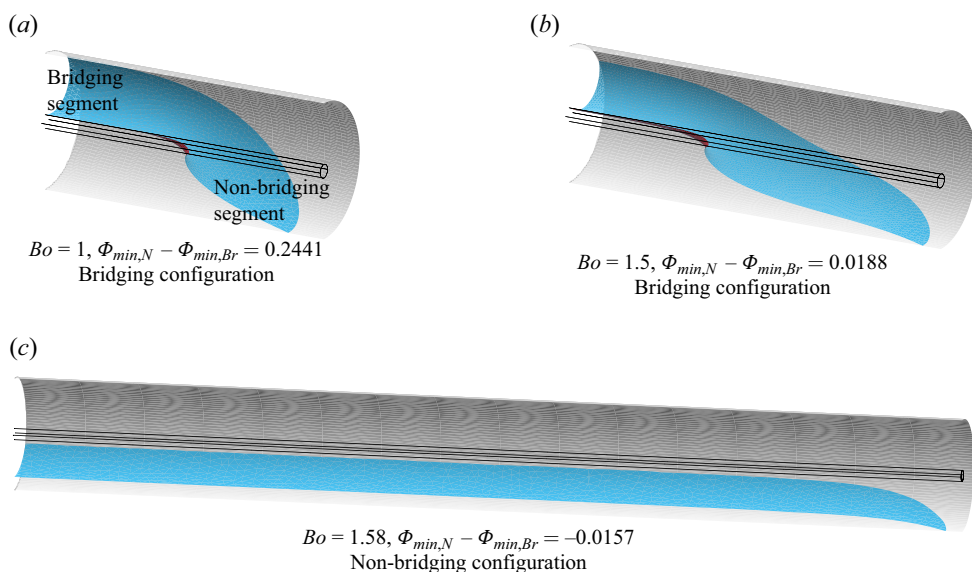 (a)
Bridging
segment
Non-bridging
segment
Bo = 1, Φmin,N – Φmin,Br = 0.2441
Bridging configuration
(b)
Bo = 1.5, Φmin,N – Φmin,Br = 0.0188
Bridging configuration
(c)
Bo = 1.58, Φmin,N – Φmin,Br = –0.0157
Non-bridging configuration